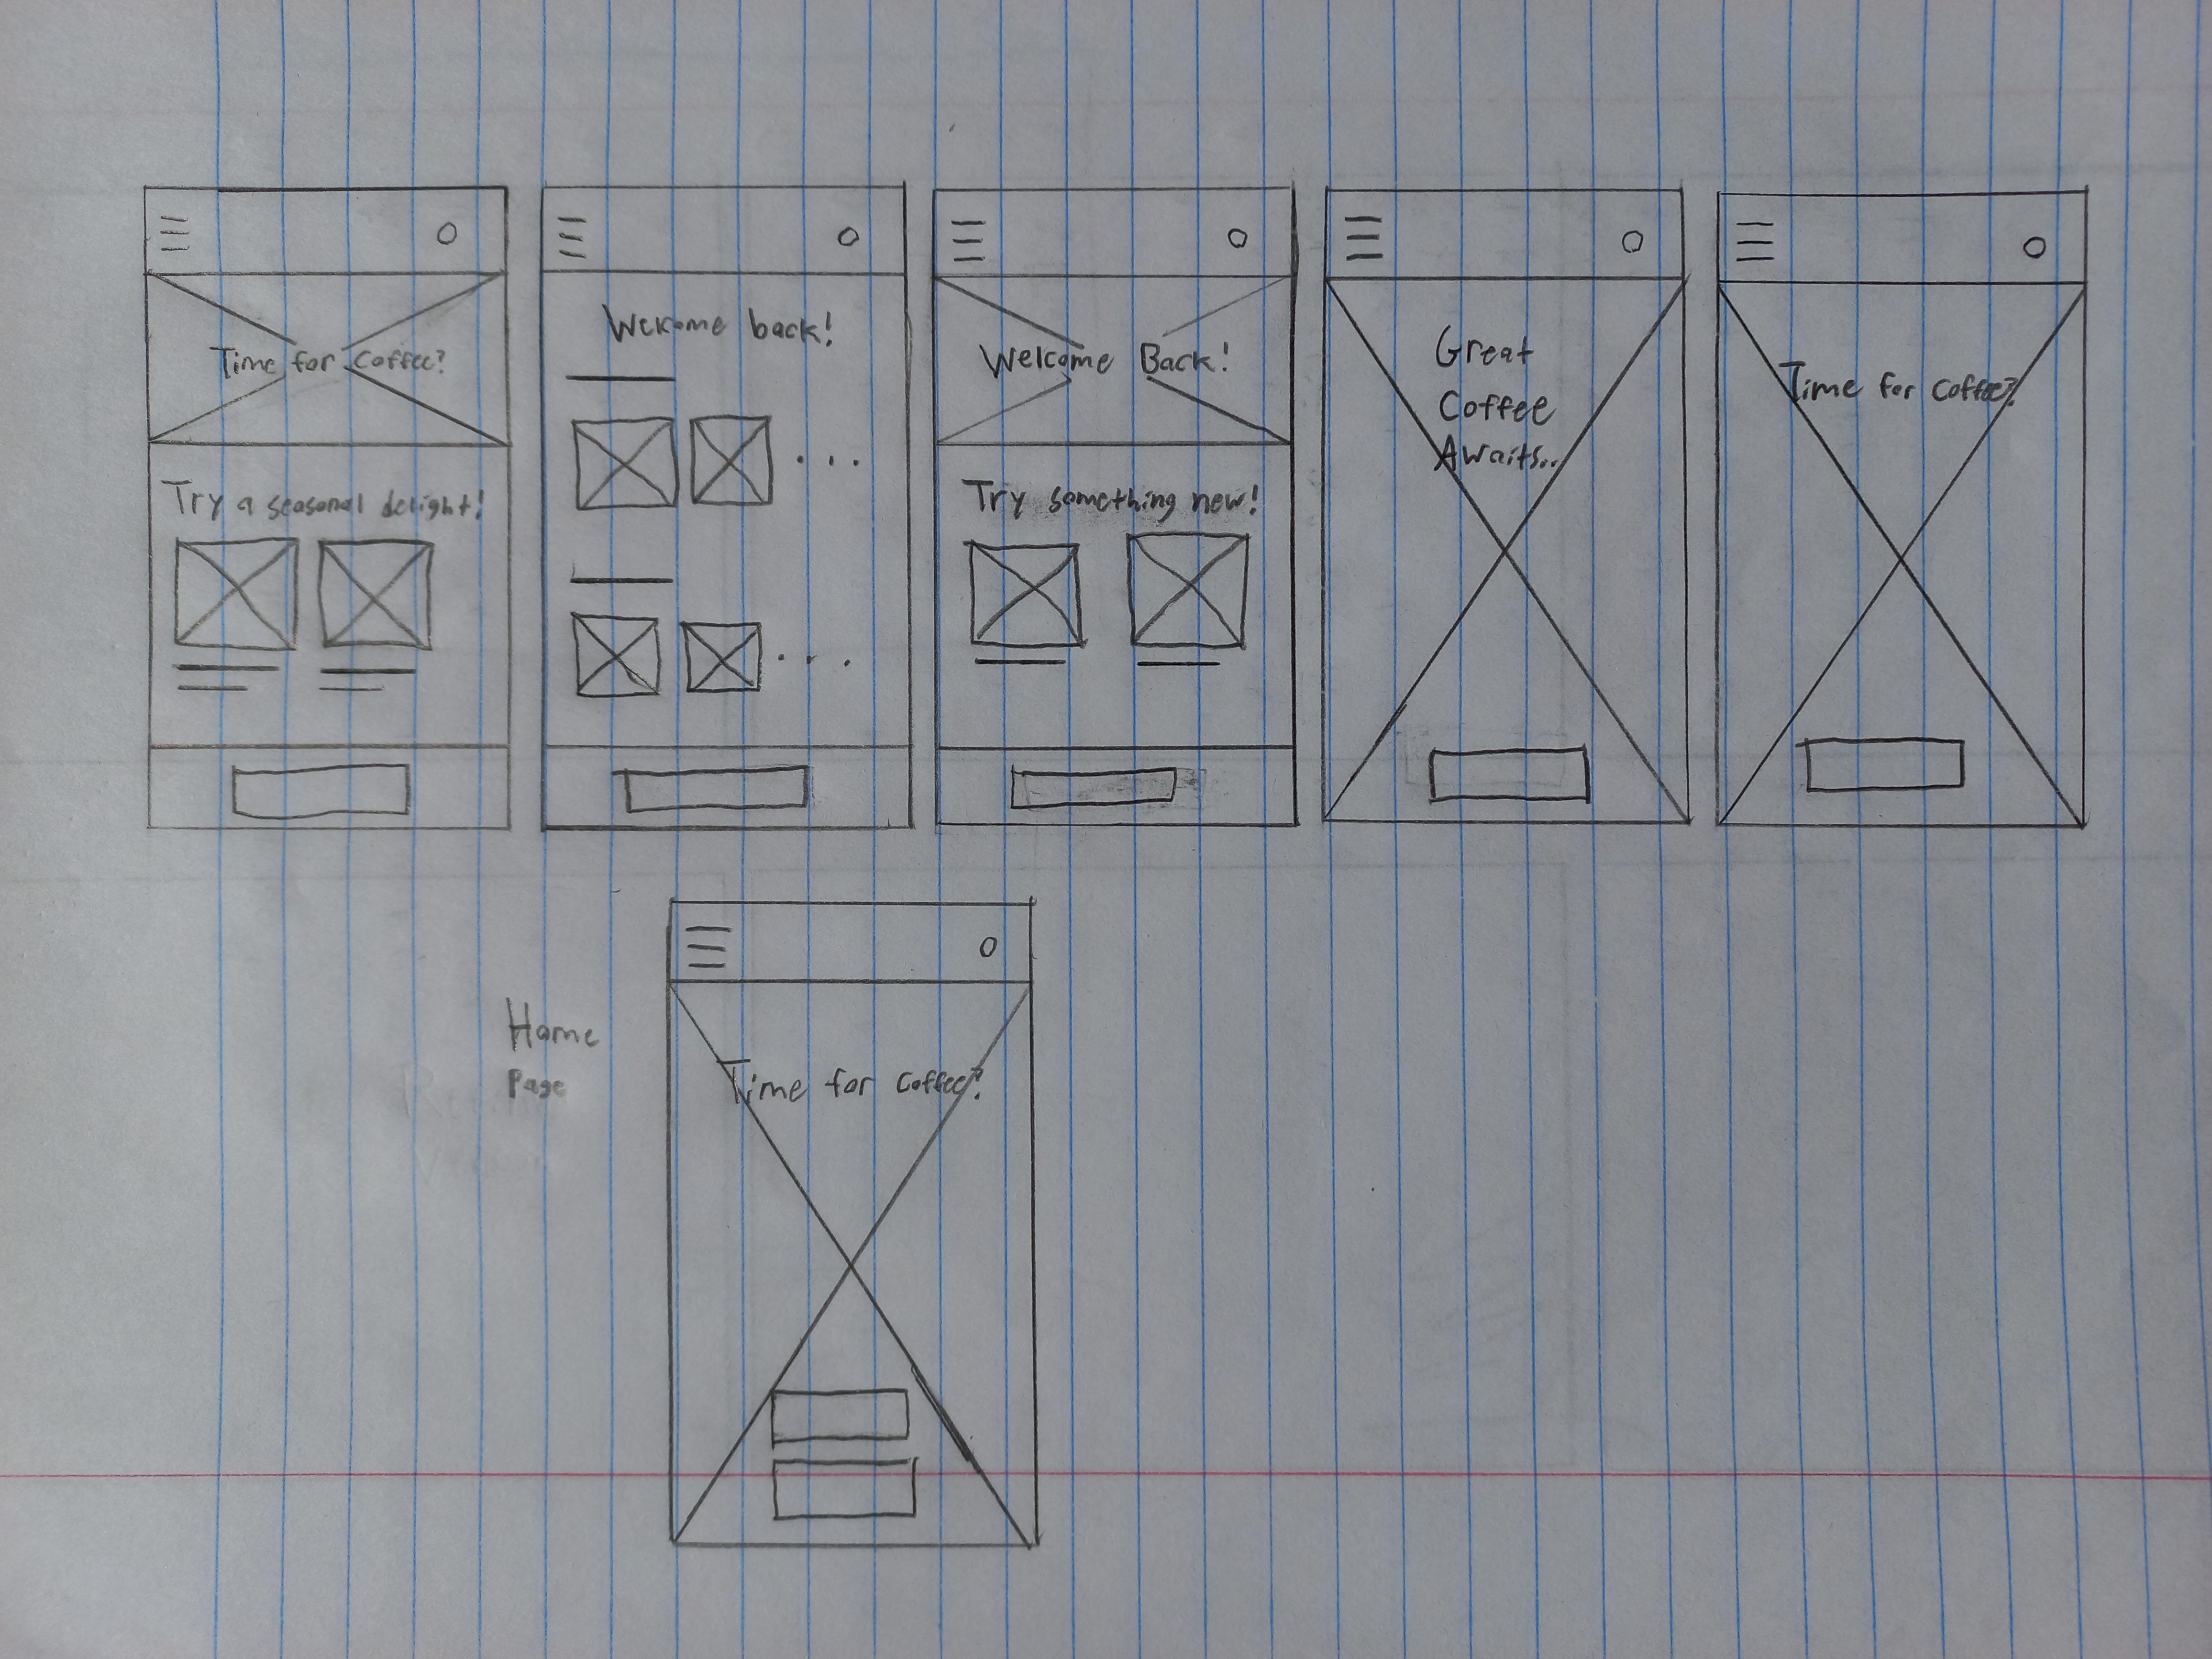 Time for Coffee?
Try a seasonal delight!
Welcome back!
Welcome Back!
Try something new!
Great
Coffee
Awaits..
Time for Coffee?
Home
Page
Time for Coffee?